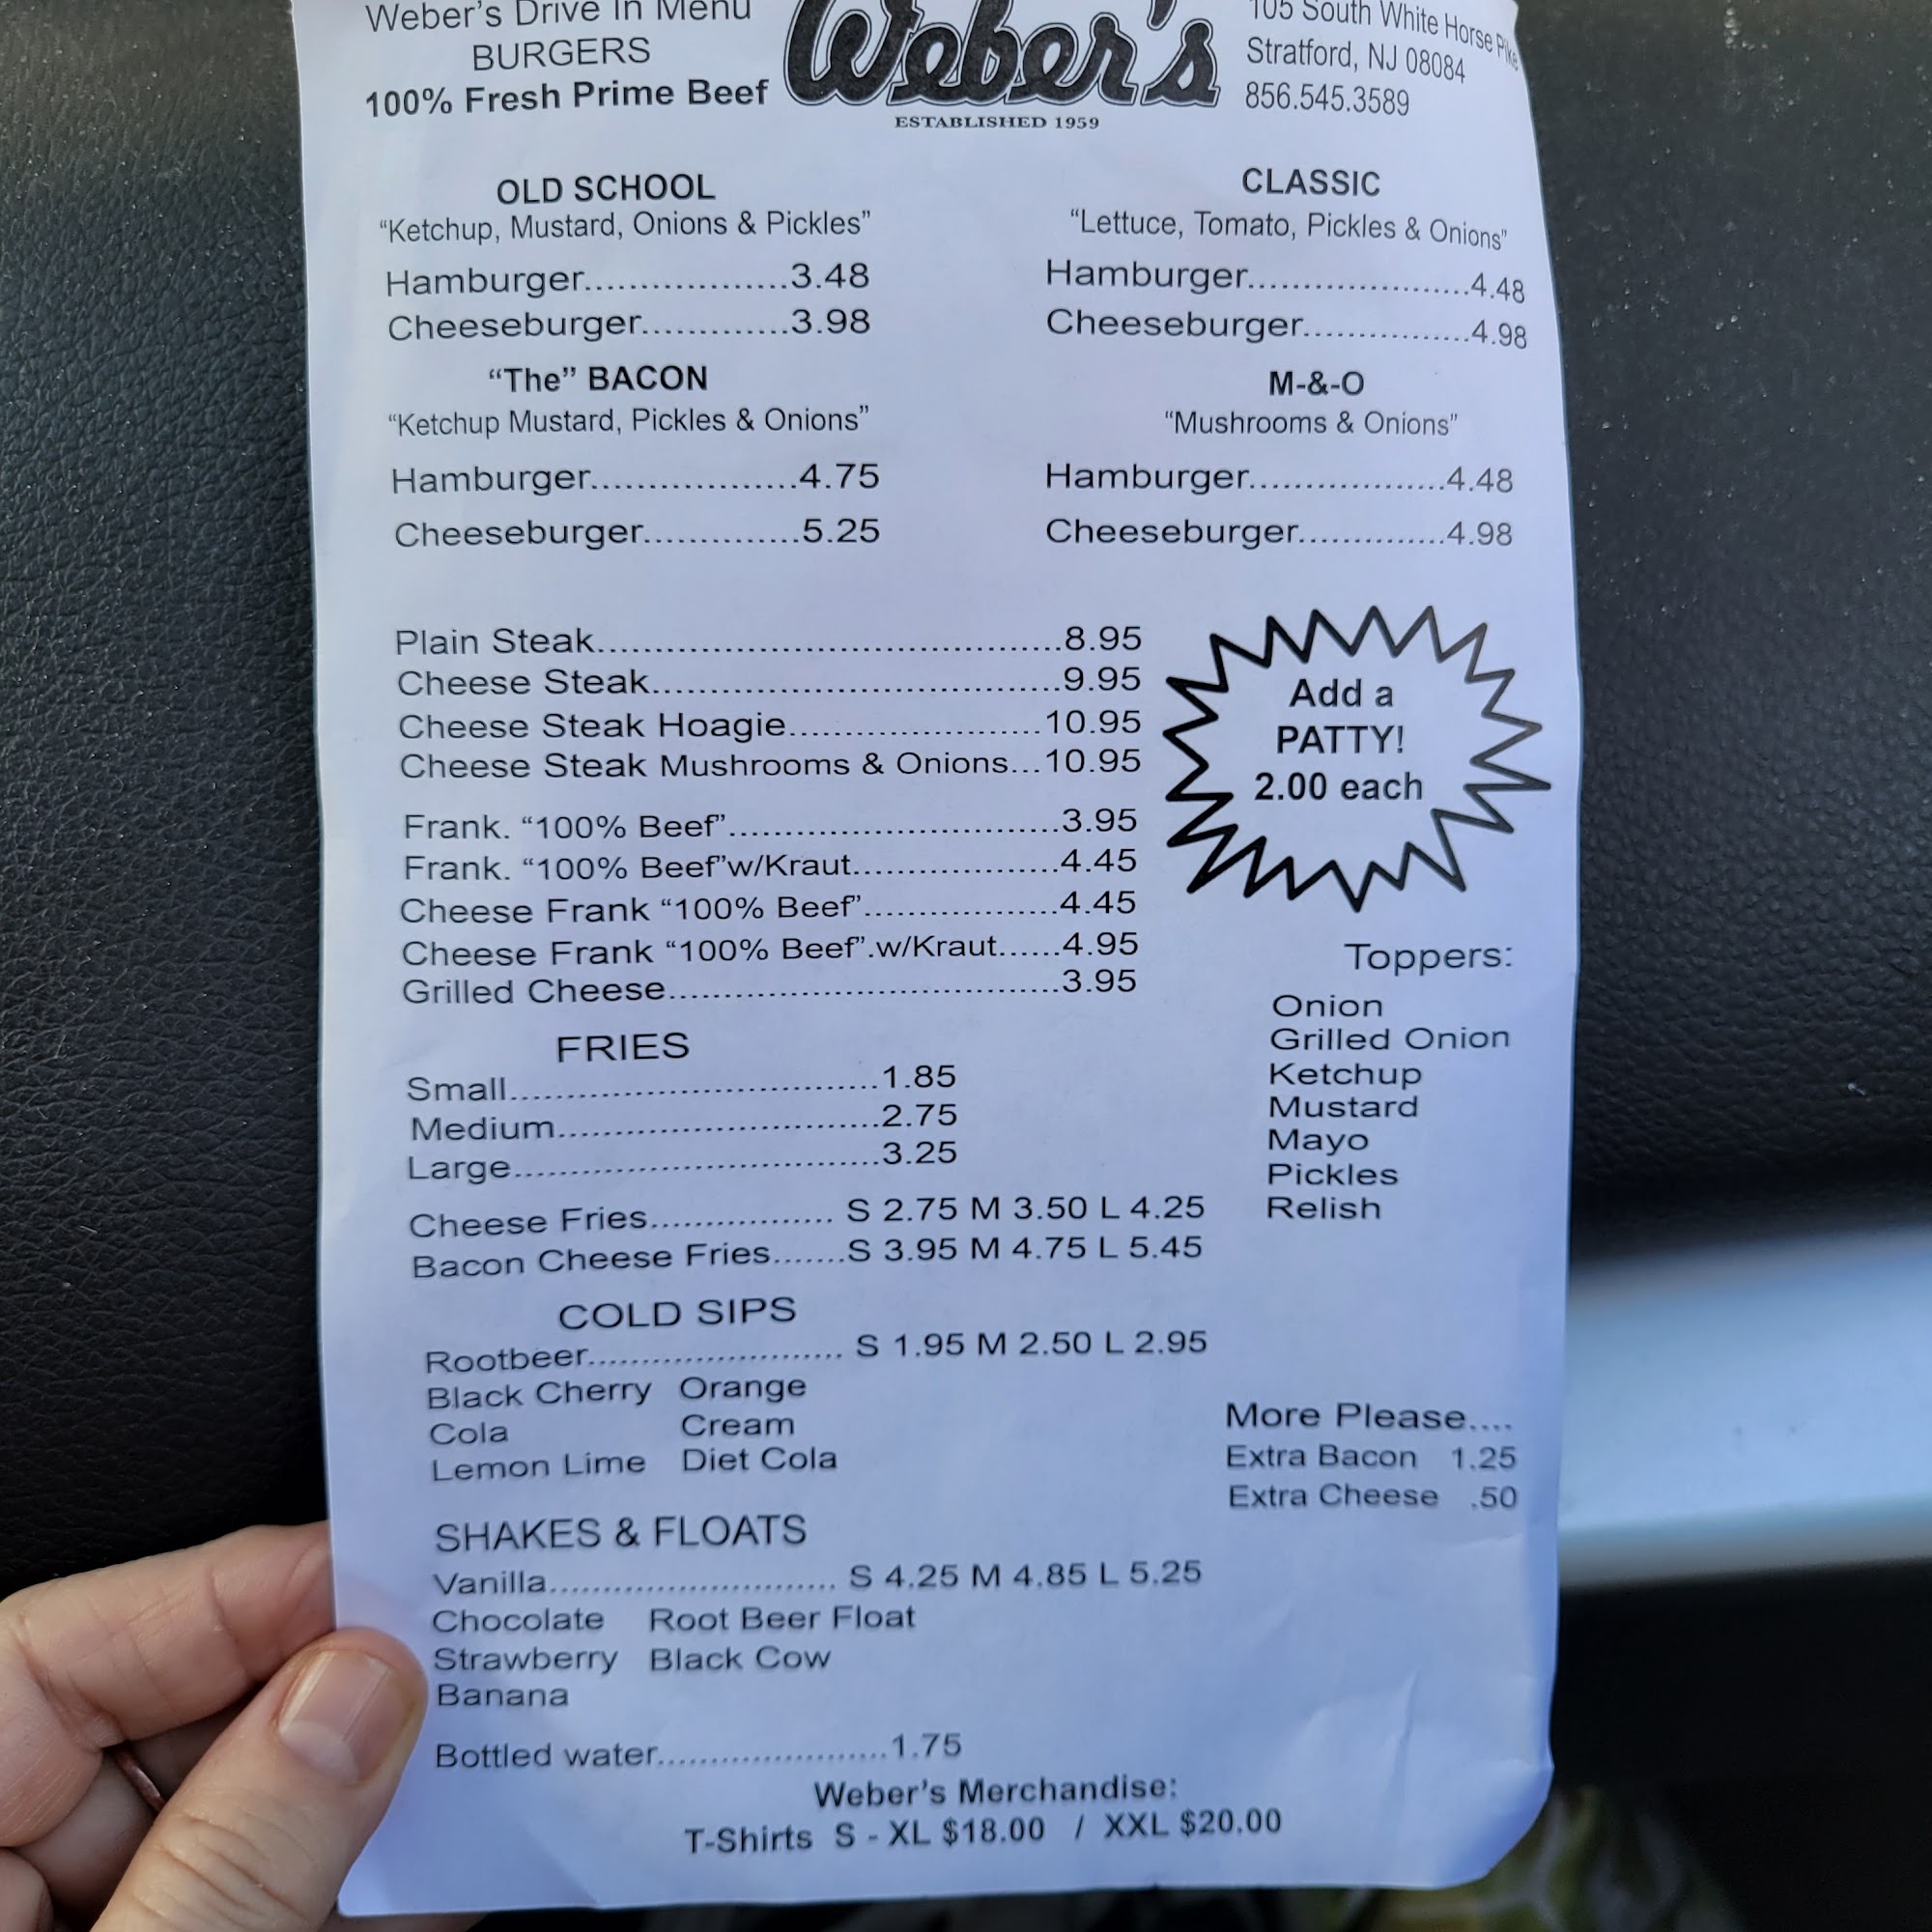 Weber's Drive In Menu
BURGERS
100% Fresh Prime Beef
Weber's
ESTABLISHED 1959
105 South White Horse Pike
Stratford, NJ 08084
856.545.3589
OLD SCHOOL
“Ketchup, Mustard, Onions & Pickles”
Hamburger..................3.48
Cheeseburger.............3.98
CLASSIC
“Lettuce, Tomato, Pickles & Onions”
Hamburger.....................4.48
Cheeseburger................4.98
“The” BACON
“Ketchup Mustard, Pickles & Onions”
Hamburger..................4.75
Cheeseburger..............5.25
M-&-O
“Mushrooms & Onions”
Hamburger..................4.48
Cheeseburger.............4.98
Plain Steak.........................................8.95
Cheese Steak....................................9.95
Cheese Steak Hoagie......................10.95
Cheese Steak Mushrooms & Onions...10.95
Add a
PATTY!
2.00 each
Frank. “100% Beef”.............................3.95
Frank. “100% Beef”w/Kraut..................4.45
Cheese Frank “100% Beef”.................4.45
Cheese Frank “100% Beef”.w/Kraut......4.95
Grilled Cheese...................................3.95
Toppers:
Onion
Grilled Onion
Ketchup
Mustard
Mayo
Pickles
Relish
FRIES
Small.................................1.85
Medium.............................2.75
Large.................................3.25
Cheese Fries................ S 2.75 M 3.50 L 4.25
Bacon Cheese Fries.......S 3.95 M 4.75 L 5.45
COLD SIPS
Rootbeer....................... S 1.95 M 2.50 L 2.95
Black Cherry Orange
Cola Cream
Lemon Lime Diet Cola
More Please....
Extra Bacon 1.25
Extra Cheese .50
SHAKES & FLOATS
Vanilla.......................... S 4.25 M 4.85 L 5.25
Chocolate Root Beer Float
Strawberry Black Cow
Banana
Bottled water.....................1.75
Weber's Merchandise:
T-Shirts S - XL $18.00 / XXL $20.00